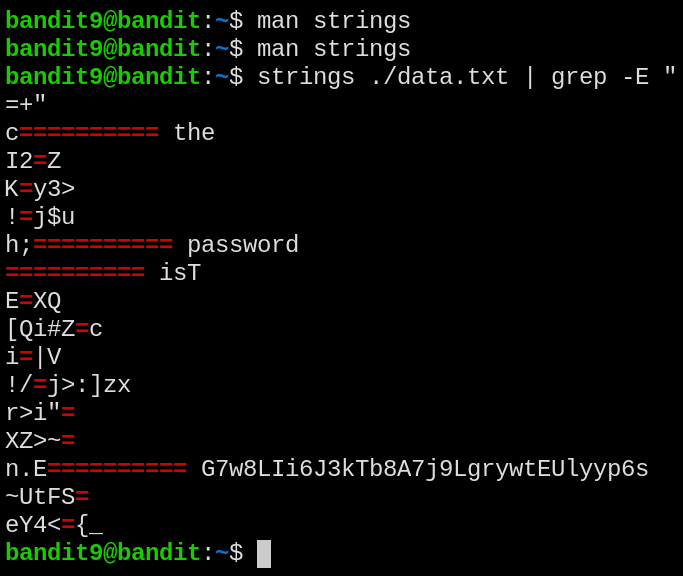 bandit9@bandit:~$ man strings
bandit9@bandit:~$ man strings
bandit9@bandit:~$ strings ./data.txt | grep -E "
=+"
c========== the
I2=Z
K=y3>
!=j$u
h;========== password
========== isT
E=XQ
[Qi#Z=c
i=|V
!/=j>:]zx
r>i"=
XZ>~=
n.E========== G7w8LIi6J3kTb8A7j9LgrywtEUlyyp6s
~UtFS=
eY4<={_
bandit9@bandit:~$